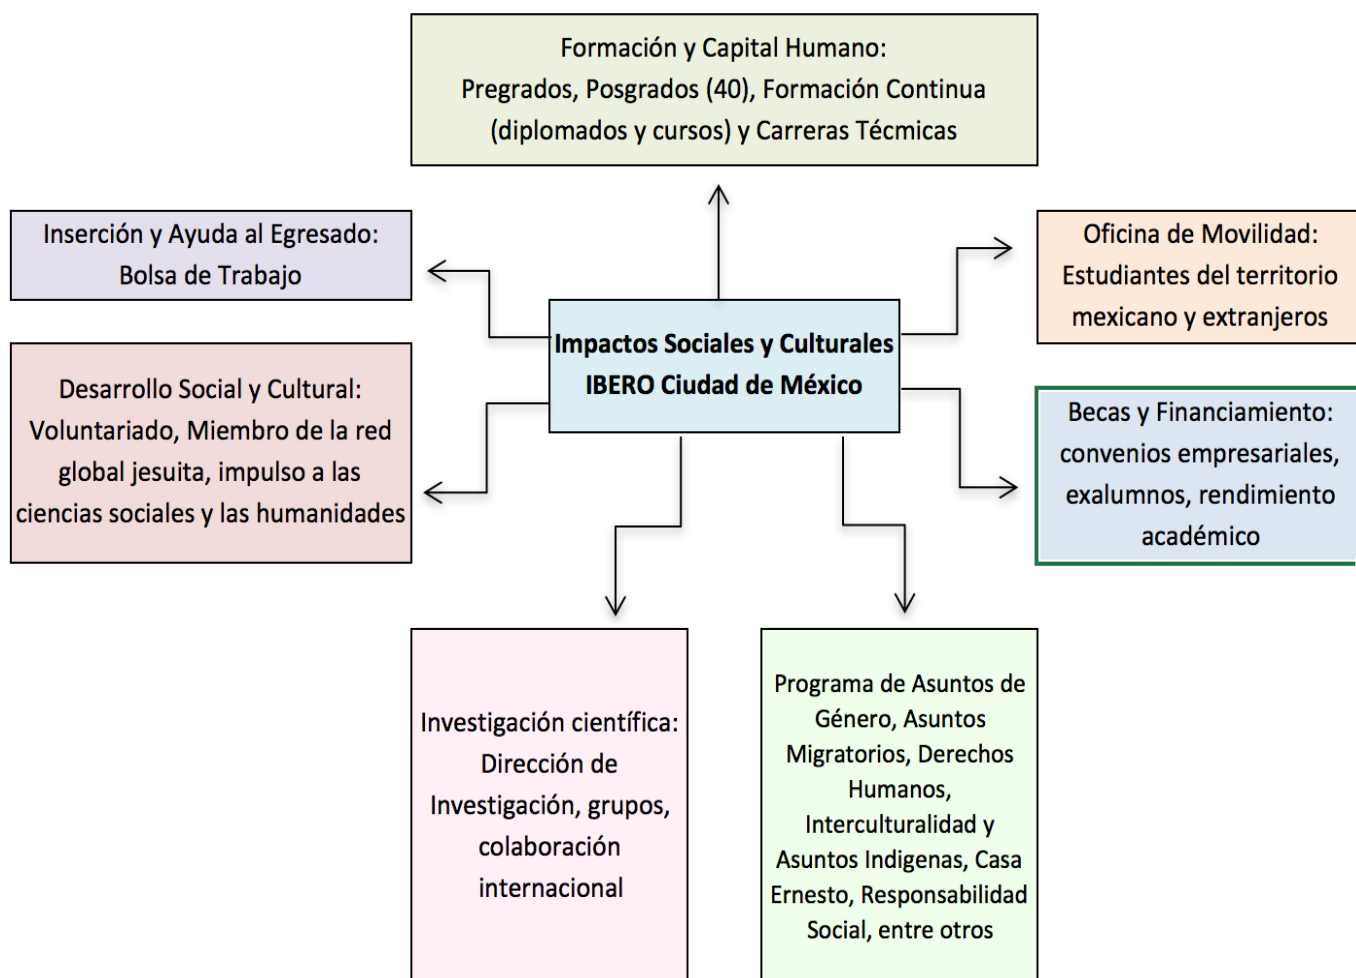 Formación y Capital Humano:
Pregrados, Posgrados (40), Formación Continua
(diplomados y cursos) y Carreras Técmicas
Inserción y Ayuda al Egresado:
Bolsa de Trabajo
Oficina de Movilidad:
Estudiantes del territorio
mexicano y extranjeros
Impactos Sociales y Culturales
IBERO Ciudad de México
Desarrollo Social y Cultural:
Voluntariado, Miembro de la red
global jesuita, impulso a las
ciencias sociales y las humanidades
Becas y Financiamiento:
convenios empresariales,
exalumnos, rendimiento
académico
Investigación científica:
Dirección de
Investigación, grupos,
colaboración
internacional
Programa de Asuntos de
Género, Asuntos
Migratorios, Derechos
Humanos,
Interculturalidad y
Asuntos Indigenas, Casa
Ernesto, Responsabilidad
Social, entre otros